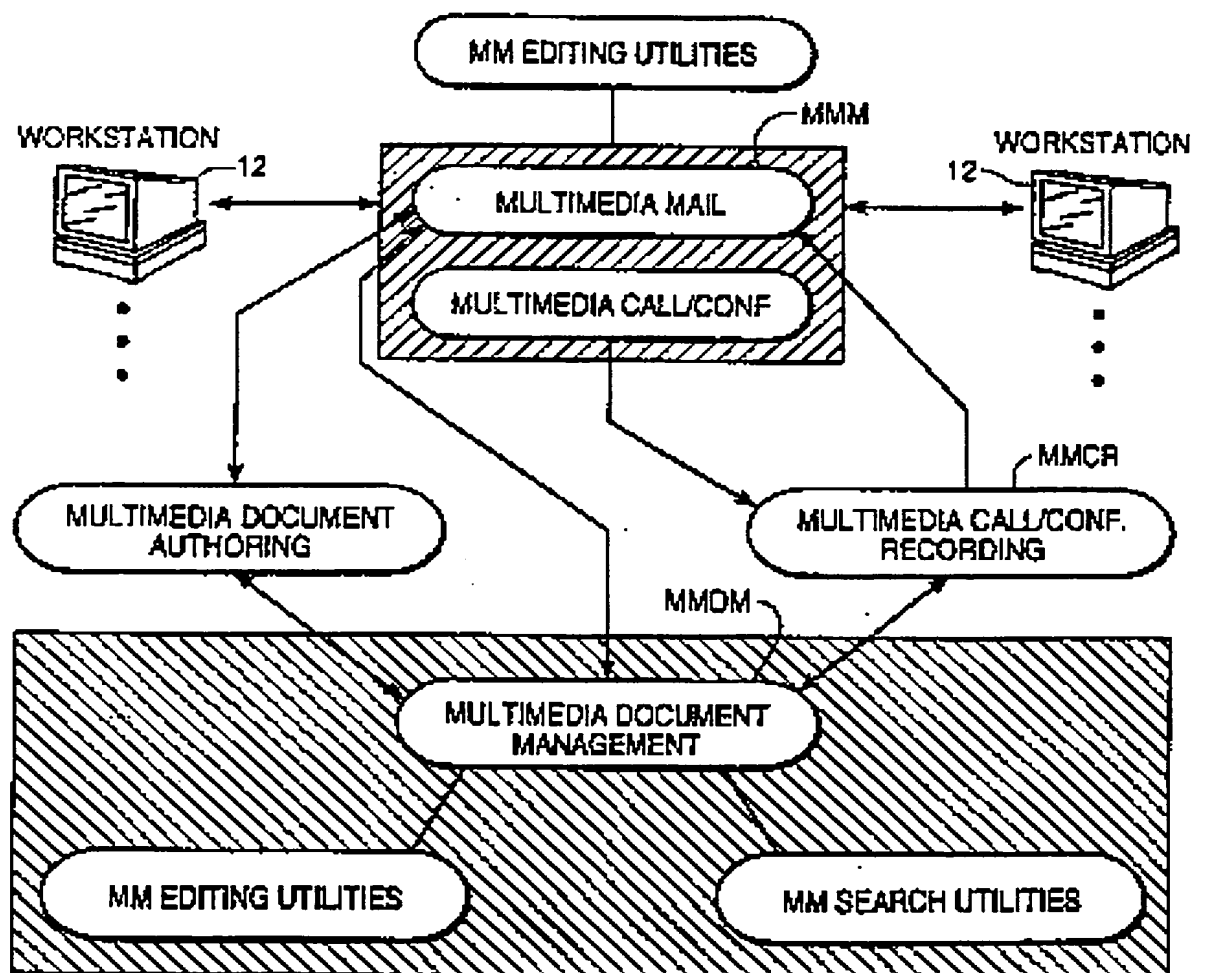 MM EDITING UTILITIES
MMM
WORKSTATION
12
MULTIMEDIA MAIL
WORKSTATION
12
MULTIMEDIA CALL/CONF
MMCR
MULTIMEDIA DOCUMENT
AUTHORING
MULTIMEDIA CALL/CONF.
RECORDING
MMDM
MULTIMEDIA DOCUMENT
MANAGEMENT
MM EDITING UTILITIES
MM SEARCH UTILITIES